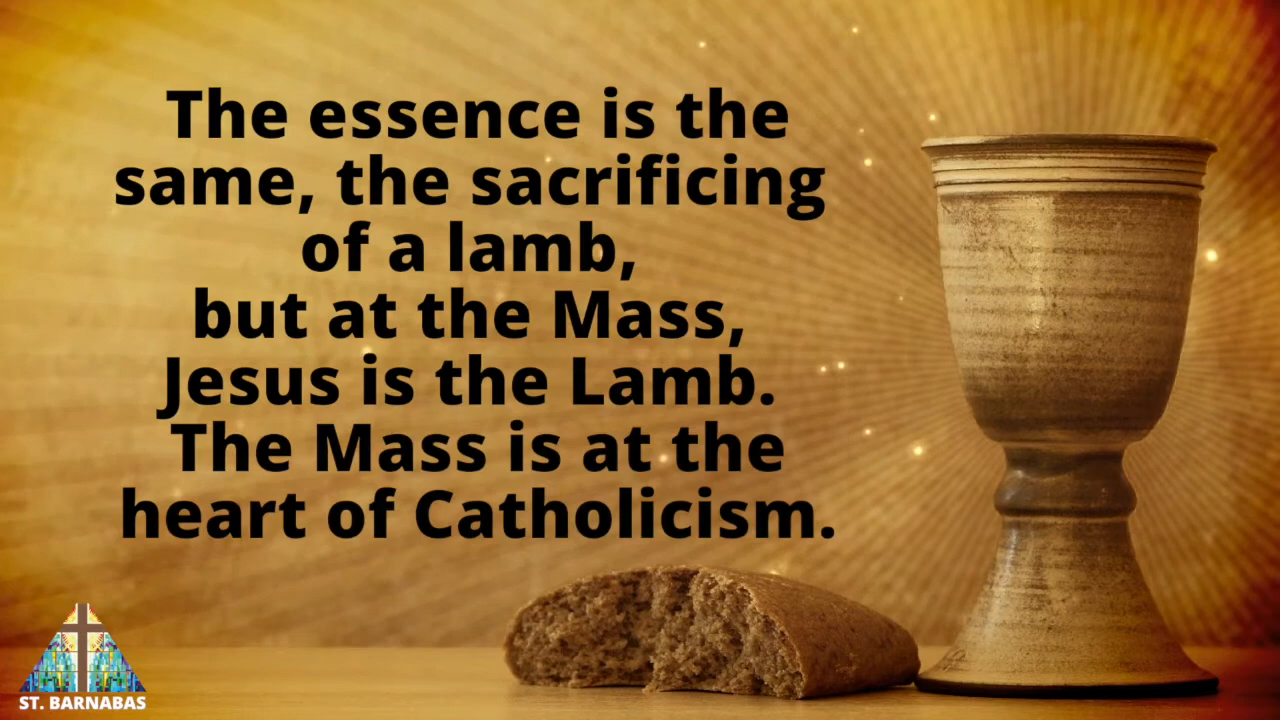 The essence is the
same, the sacrificing
of a lamb,
but at the Mass,
Jesus is the Lamb.
The Mass is at the
heart of Catholicism.
ST. BARNABAS